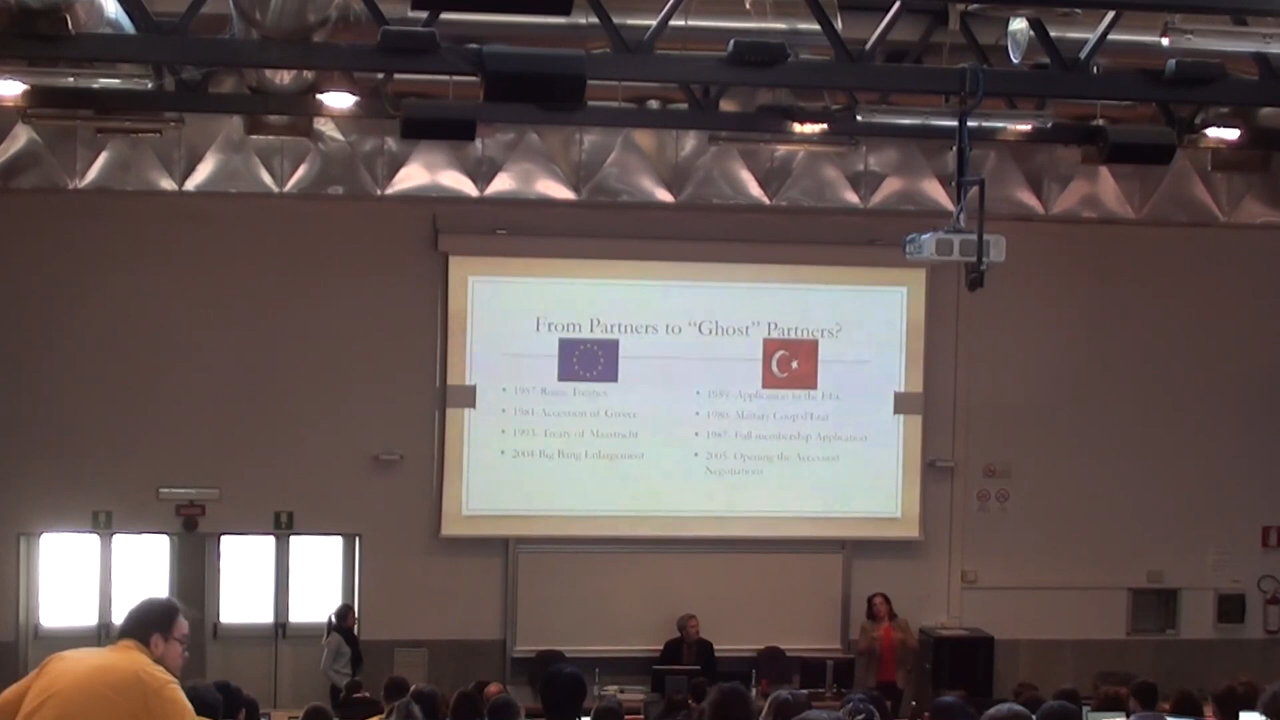 From Partners to “Ghost” Partners?
• 1957-Rome Treaties
• 1981-Accession of Greece
• 1993- Treaty of Maastricht
• 2004-Big Bang Enlargement
• 1959- Application to the EEC
• 1980- Military Coup d'Etat
• 1987- Full membership Application
• 2005- Opening the Accession
Negotiations